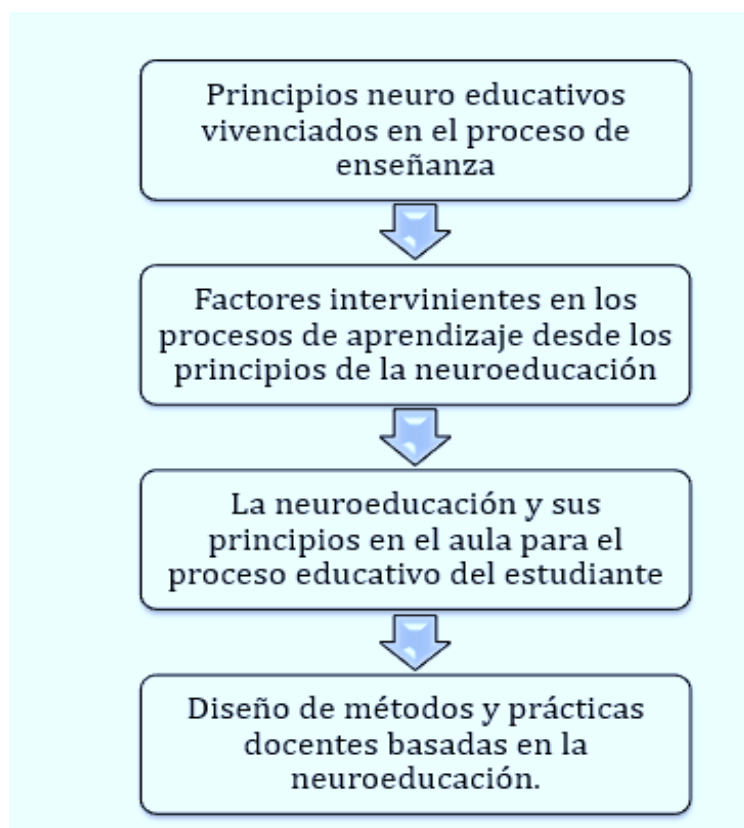 Principios neuro educativos
vivenciados en el proceso de
enseñanza
Factores intervinientes en los
procesos de aprendizaje desde los
principios de la neuroeducación
La neuroeducación y sus
principios en el aula para el
proceso educativo del estudiante
Diseño de métodos y prácticas
docentes basadas en la
neuroeducación.